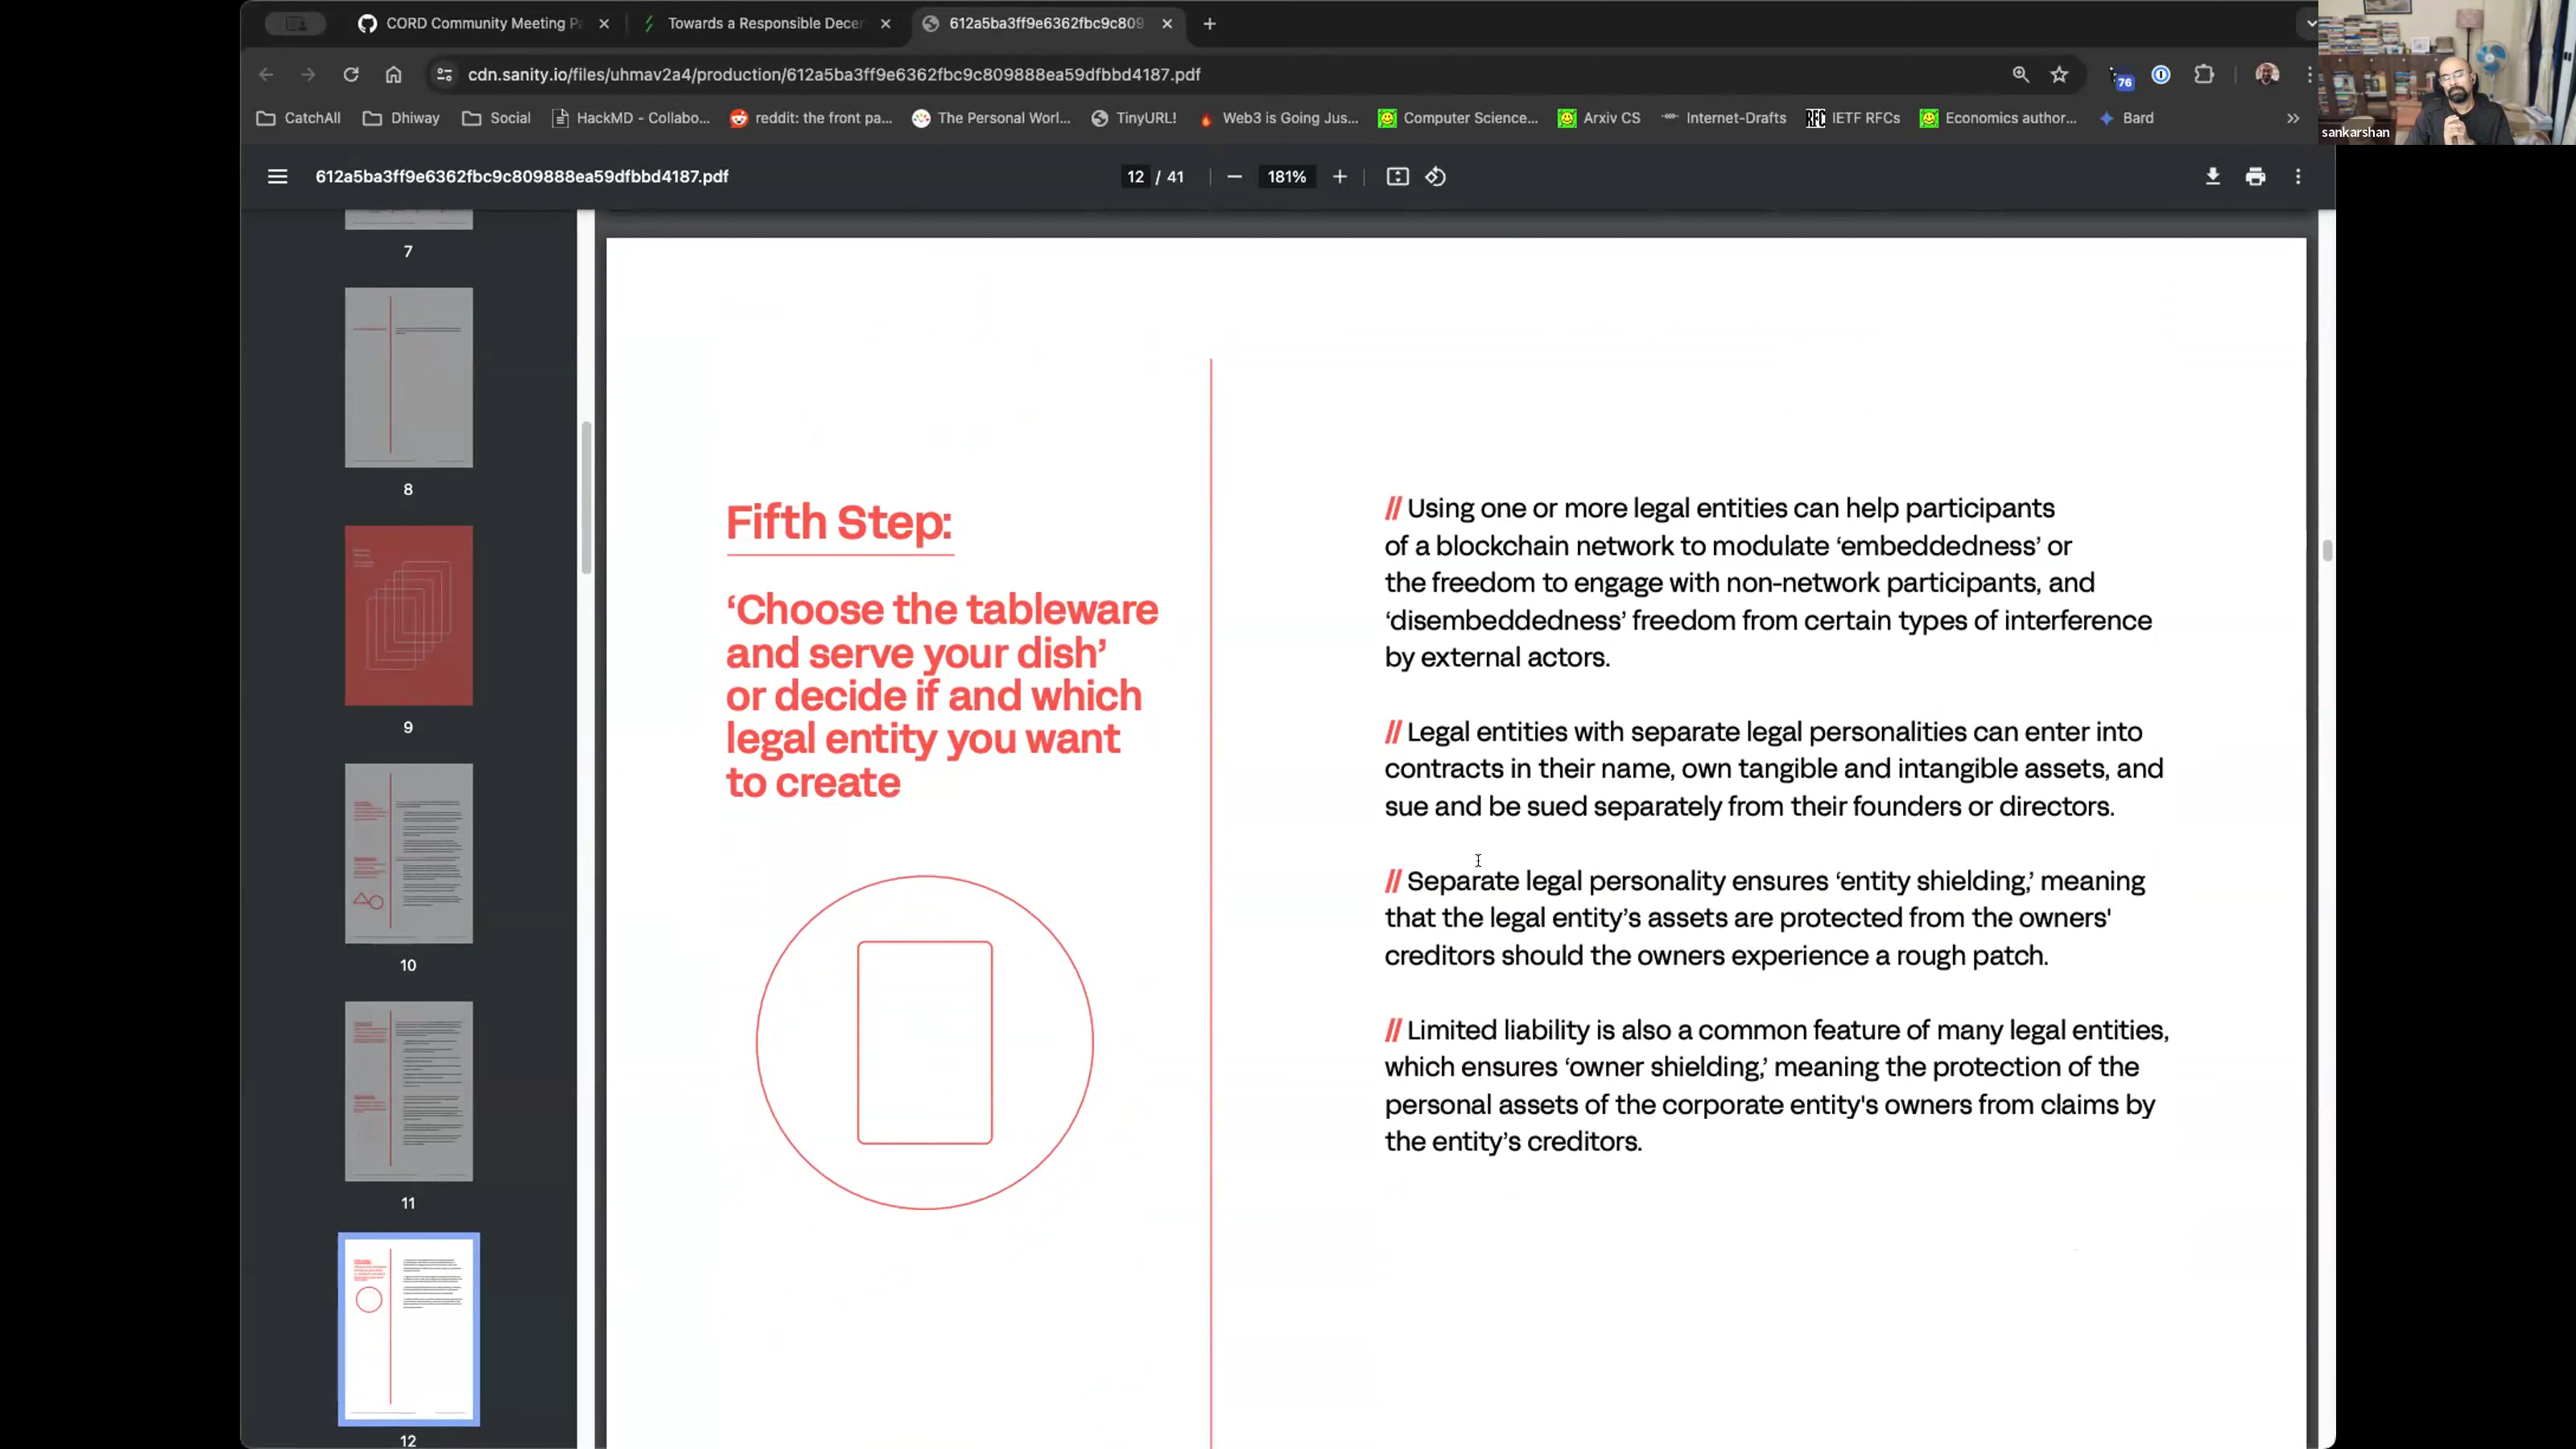 CORD Community Meeting Pa
Towards a Responsible Decen
612a5ba3ff9e6362fbc9c809
cdn.sanity.io/files/uhmav2a4/production/612a5ba3ff9e6362fbc9c809888ea59dfbbd4187.pdf
76
sankarshan
CatchAll
Dhiway
Social
HackMD - Collabo...
reddit: the front pa...
The Personal Worl...
TinyURL!
Web3 is Going Jus...
Computer Science...
Arxiv CS
Internet-Drafts
RFC
IETF RFCs
Economics author...
Bard
612a5ba3ff9e6362fbc9c809888ea59dfbbd4187.pdf
12 / 41
181%
7
8
9
10
11
12
Fifth Step:
‘Choose the tableware
and serve your dish’
or decide if and which
legal entity you want
to create
// Using one or more legal entities can help participants
of a blockchain network to modulate ‘embeddedness’ or
the freedom to engage with non-network participants, and
‘disembeddedness’ freedom from certain types of interference
by external actors.
// Legal entities with separate legal personalities can enter into
contracts in their name, own tangible and intangible assets, and
sue and be sued separately from their founders or directors.
// Separate legal personality ensures ‘entity shielding,’ meaning
that the legal entity’s assets are protected from the owners'
creditors should the owners experience a rough patch.
// Limited liability is also a common feature of many legal entities,
which ensures ‘owner shielding,’ meaning the protection of the
personal assets of the corporate entity's owners from claims by
the entity’s creditors.